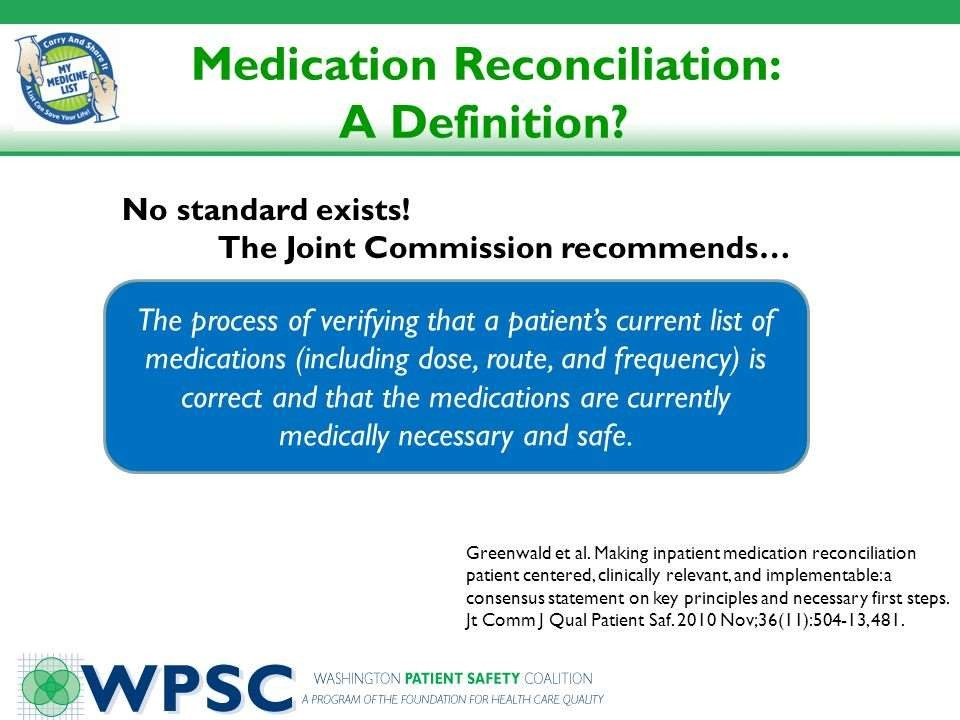 Carry And Share It
MY
MEDICINE
LIST
A List Can Save Your Life!
Medication Reconciliation:
A Definition?
No standard exists!
The Joint Commission recommends…
The process of verifying that a patient’s current list of
medications (including dose, route, and frequency) is
correct and that the medications are currently
medically necessary and safe.
Greenwald et al. Making inpatient medication reconciliation
patient centered, clinically relevant, and implementable: a
consensus statement on key principles and necessary first steps.
Jt Comm J Qual Patient Saf. 2010 Nov;36(11):504-13, 481.
WPSC
WASHINGTON PATIENT SAFETY COALITION
A PROGRAM OF THE FOUNDATION FOR HEALTH CARE QUALITY